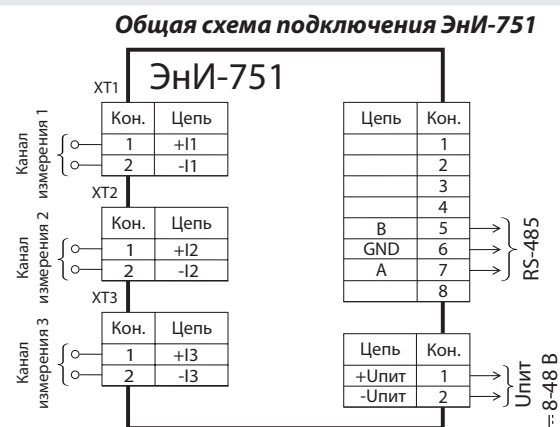 Общая схема подключения ЭнИ-751
ЭнИ-751
XT1
Кон. Цепь
1 +I1
2 -I1
Канал
измерения 1
XT2
Кон. Цепь
1 +I2
2 -I2
Канал
измерения 2
XT3
Кон. Цепь
1 +I3
2 -I3
Канал
измерения 3
Цепь Кон.
1
2
3
4
B 5
GND 6
A 7
8
RS-485
Цепь Кон.
+Uпит 1
-Uпит 2
Uпит
=8-48 В